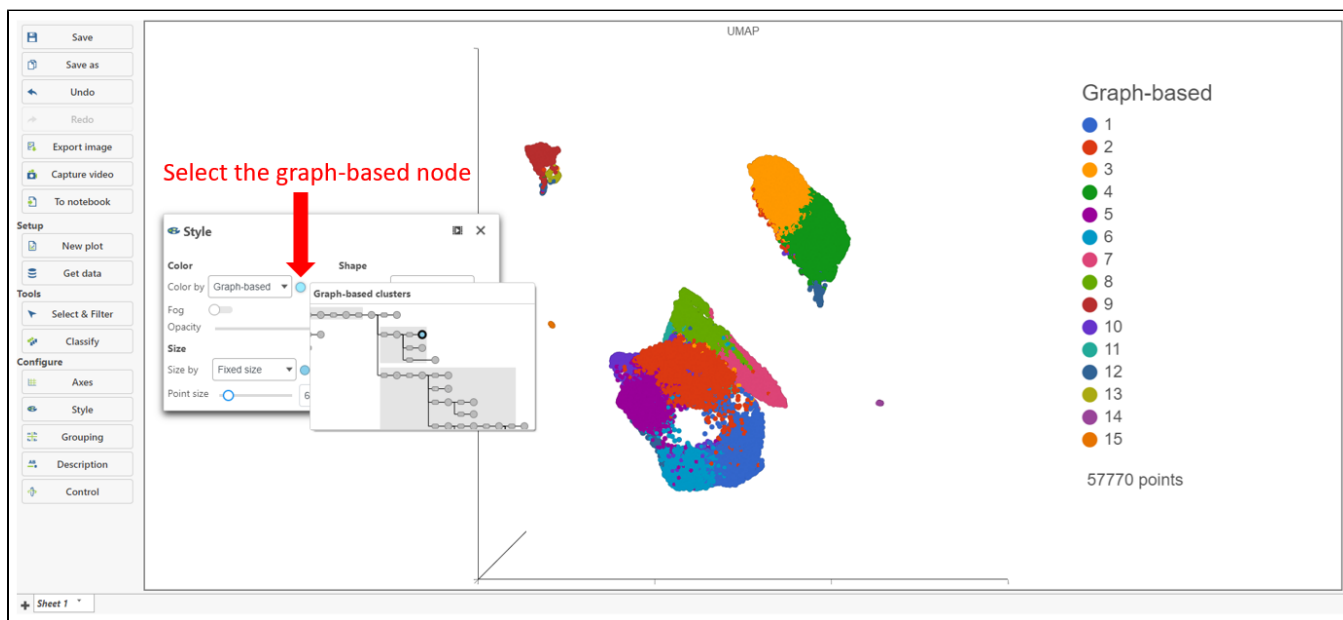 Save
Save as
Undo
Redo
Export image
Capture video
To notebook
Setup
New plot
Get data
Tools
Select & Filter
Classify
Configure
Axes
Style
Grouping
Description
Control
Sheet 1
UMAP
Select the graph-based node
Style
Color
Shape
Color by Graph-based
Fog
Opacity
Size
Size by Fixed size
Point size 6
Graph-based clusters
Graph-based
1
2
3
4
5
6
7
8
9
10
11
12
13
14
15
57770 points